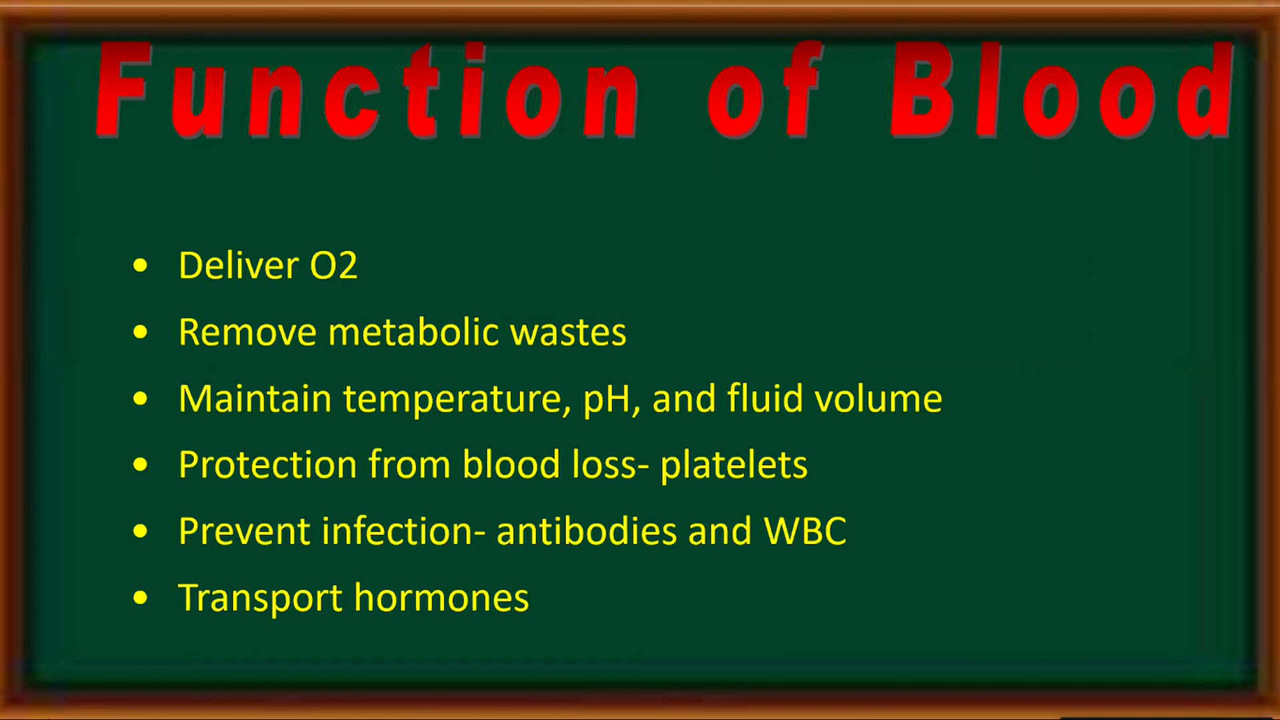 Function of Blood
• Deliver O2
• Remove metabolic wastes
• Maintain temperature, pH, and fluid volume
• Protection from blood loss- platelets
• Prevent infection- antibodies and WBC
• Transport hormones